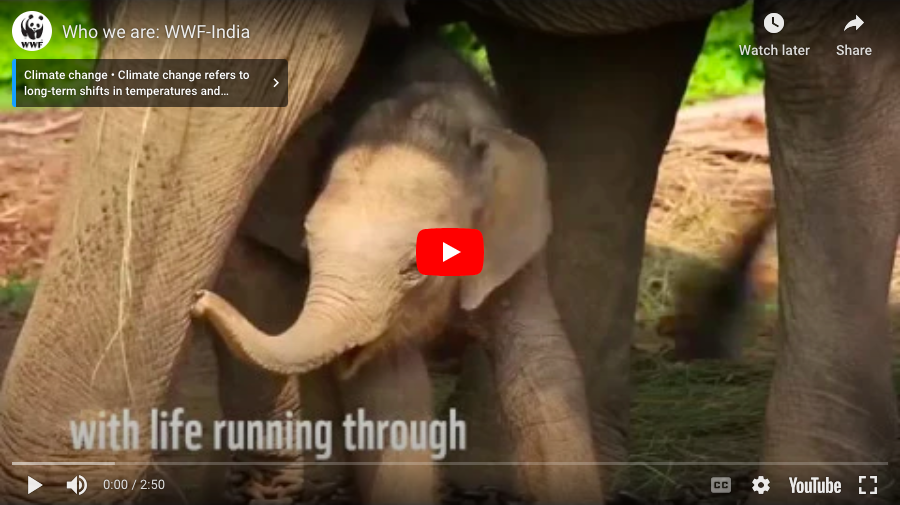 WWF
Who we are: WWF-India
Watch later
Share
Climate change • Climate change refers to
long-term shifts in temperatures and…
with life running through
0:00 / 2:50
CC
YouTube